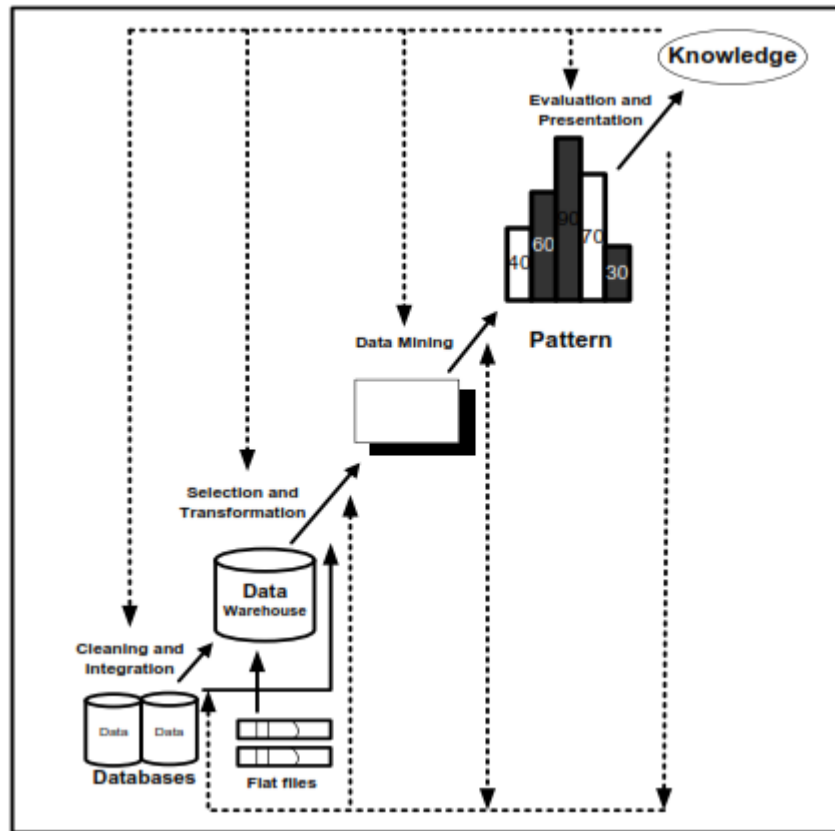 Knowledge
Evaluation and
Presentation
90
70
60
40
30
Pattern
Data Mining
Selection and
Transformation
Data
Warehouse
Cleaning and
Integration
Data
Data
Databases
Flat files